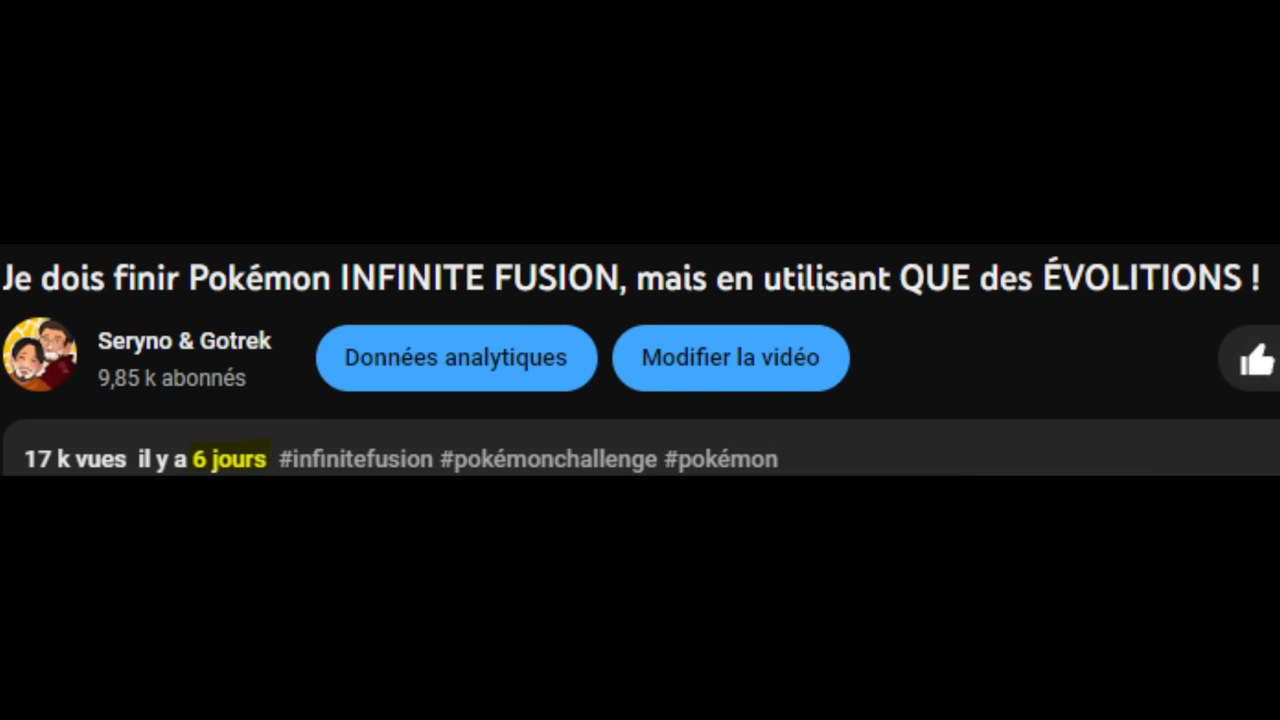 Je dois finir Pokémon INFINITE FUSION, mais en utilisant QUE des ÉVOLITIONS !
Seryno & Gotrek
9,85 k abonnés
Données analytiques
Modifier la vidéo
17 k vues il y a 6 jours #infinitefusion #pokémonchallenge #pokémon